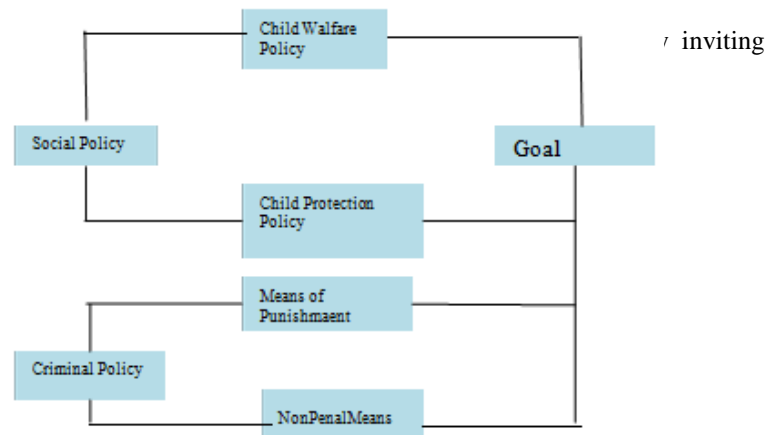 Child Walfare
Policy
inviting
Social Policy
Goal
Child Protection
Policy
Means of
Punishmaent
Criminal Policy
NonPenalMeans